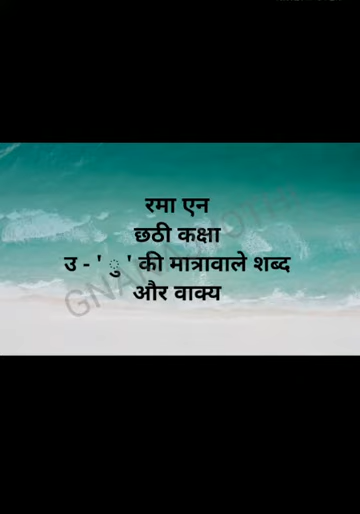 रमा एन
छठी कक्षा
उ - ' ु ' की मात्रावाले शब्द
और वाक्य